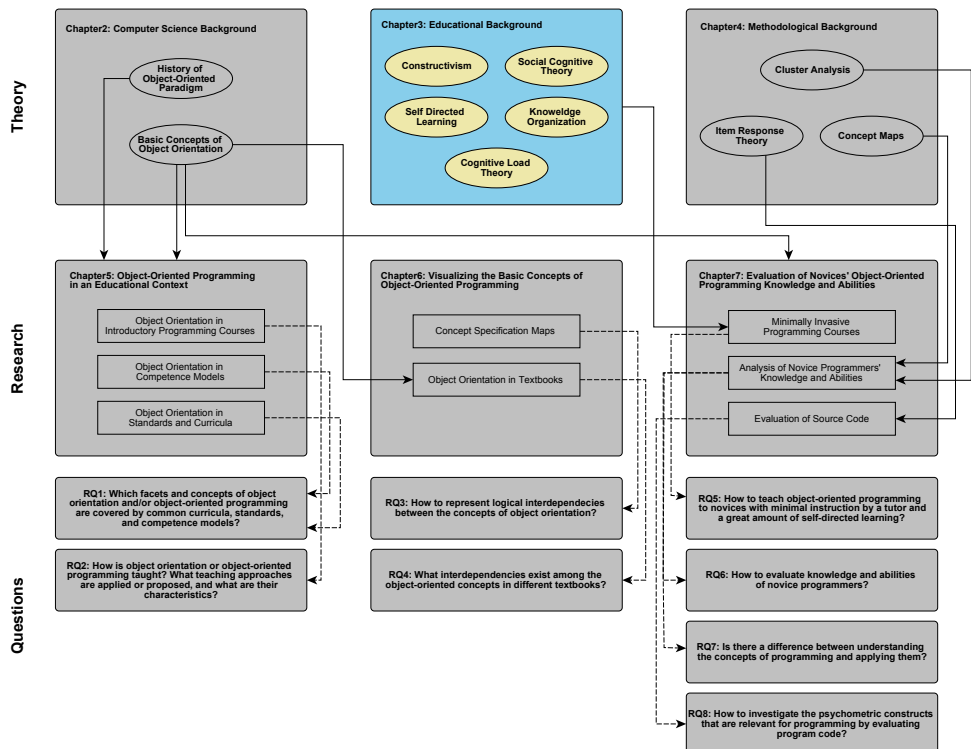 Theory
Chapter2: Computer Science Background
History of
Object-Oriented
Paradigm
Basic Concepts of
Object Orientation
Chapter3: Educational Background
Constructivism
Social Cognitive
Theory
Self Directed
Learning
Knoweldge
Organization
Cognitive Load
Theory
Chapter4: Methodological Background
Cluster Analysis
Item Response
Theory
Concept Maps
Research
Chapter5: Object-Oriented Programming
in an Educational Context
Object Orientation in
Introductory Programming Courses
Object Orientation in
Competence Models
Object Orientation in
Standards and Curricula
Chapter6: Visualizing the Basic Concepts of
Object-Oriented Programming
Concept Specification Maps
Object Orientation in Textbooks
Chapter7: Evaluation of Novices' Object-Oriented
Programming Knowledge and Abilities
Minimally Invasive
Programming Courses
Analysis of Novice Programmers'
Knowledge and Abilities
Evaluation of Source Code
Questions
RQ1: Which facets and concepts of object
orientation and/or object-oriented programming
are covered by common curricula, standards,
and competence models?
RQ2: How is object orientation or object-oriented
programming taught? What teaching approaches
are applied or proposed, and what are their
characteristics?
RQ3: How to represent logical interdependecies
between the concepts of object orientation?
RQ4: What interdependencies exist among the
object-oriented concepts in different textbooks?
RQ5: How to teach object-oriented programming
to novices with minimal instruction by a tutor and
a great amount of self-directed learning?
RQ6: How to evaluate knowledge and abilities
of novice programmers?
RQ7: Is there a difference between understanding
the concepts of programming and applying them?
RQ8: How to investigate the psychometric constructs
that are relevant for programming by evaluating
program code?